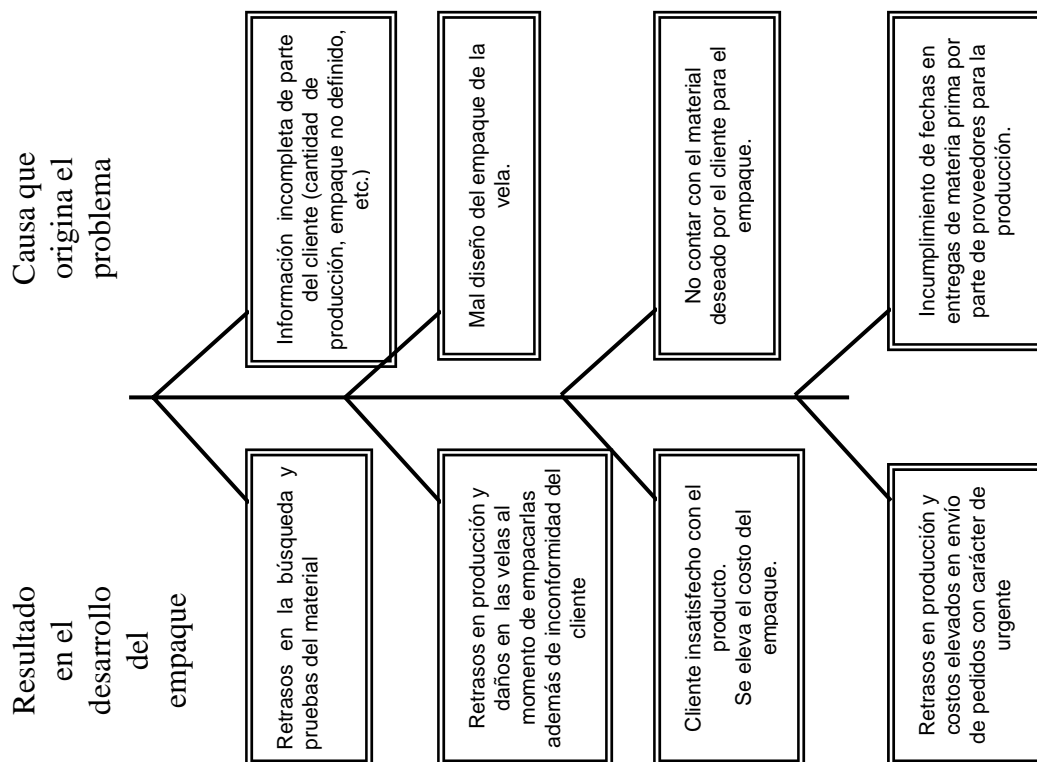 Causa que
origina el
problema
Información incompleta de parte
del cliente (cantidad de
producción, empaque no definido,
etc.)
Mal diseño del empaque de la
vela.
No contar con el material
deseado por el cliente para el
empaque.
Incumplimiento de fechas en
entregas de materia prima por
parte de proveedores para la
producción.
Resultado
en el
desarrollo
del
empaque
Retrasos en la búsqueda y
pruebas del material
Retrasos en producción y
daños en las velas al
momento de empacarlas
además de inconformidad del
cliente
Cliente insatisfecho con el
producto.
Se eleva el costo del
empaque.
Retrasos en producción y
costos elevados en envío
de pedidos con carácter de
urgente